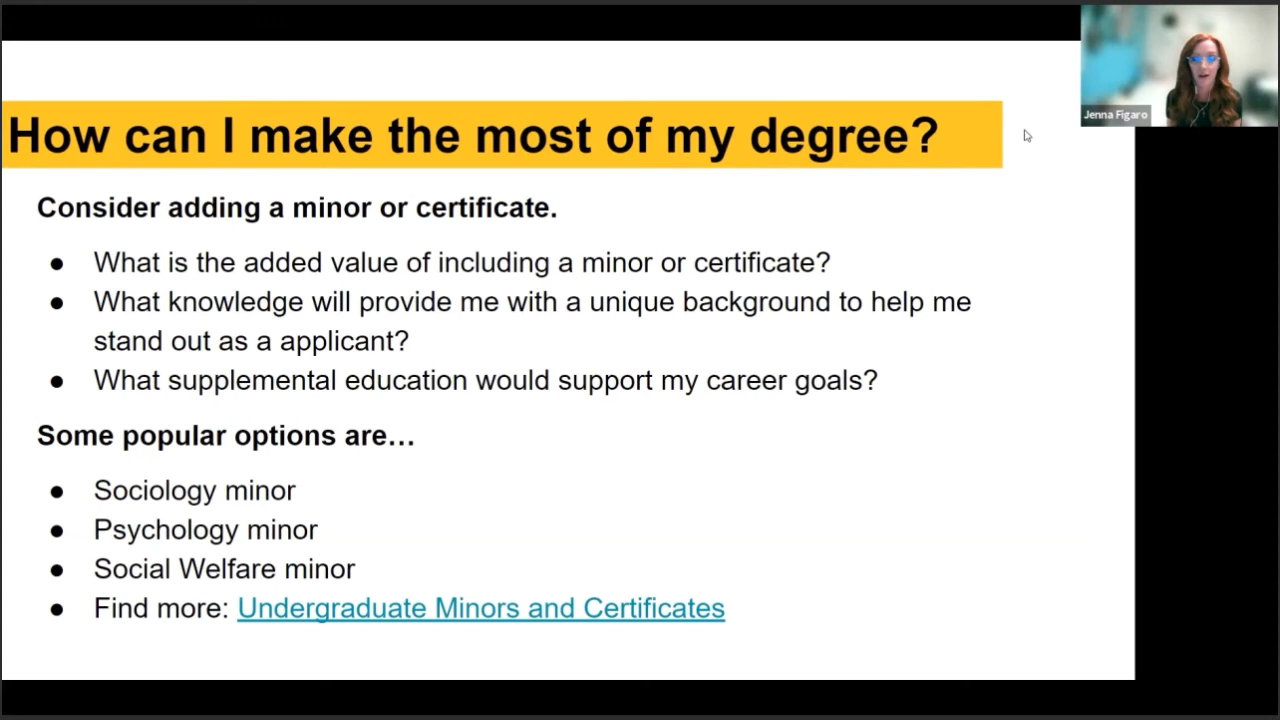 How can I make the most of my degree?
Jenna Figaro
Consider adding a minor or certificate.
● What is the added value of including a minor or certificate?
● What knowledge will provide me with a unique background to help me
stand out as a applicant?
● What supplemental education would support my career goals?
Some popular options are…
● Sociology minor
● Psychology minor
● Social Welfare minor
● Find more: Undergraduate Minors and Certificates